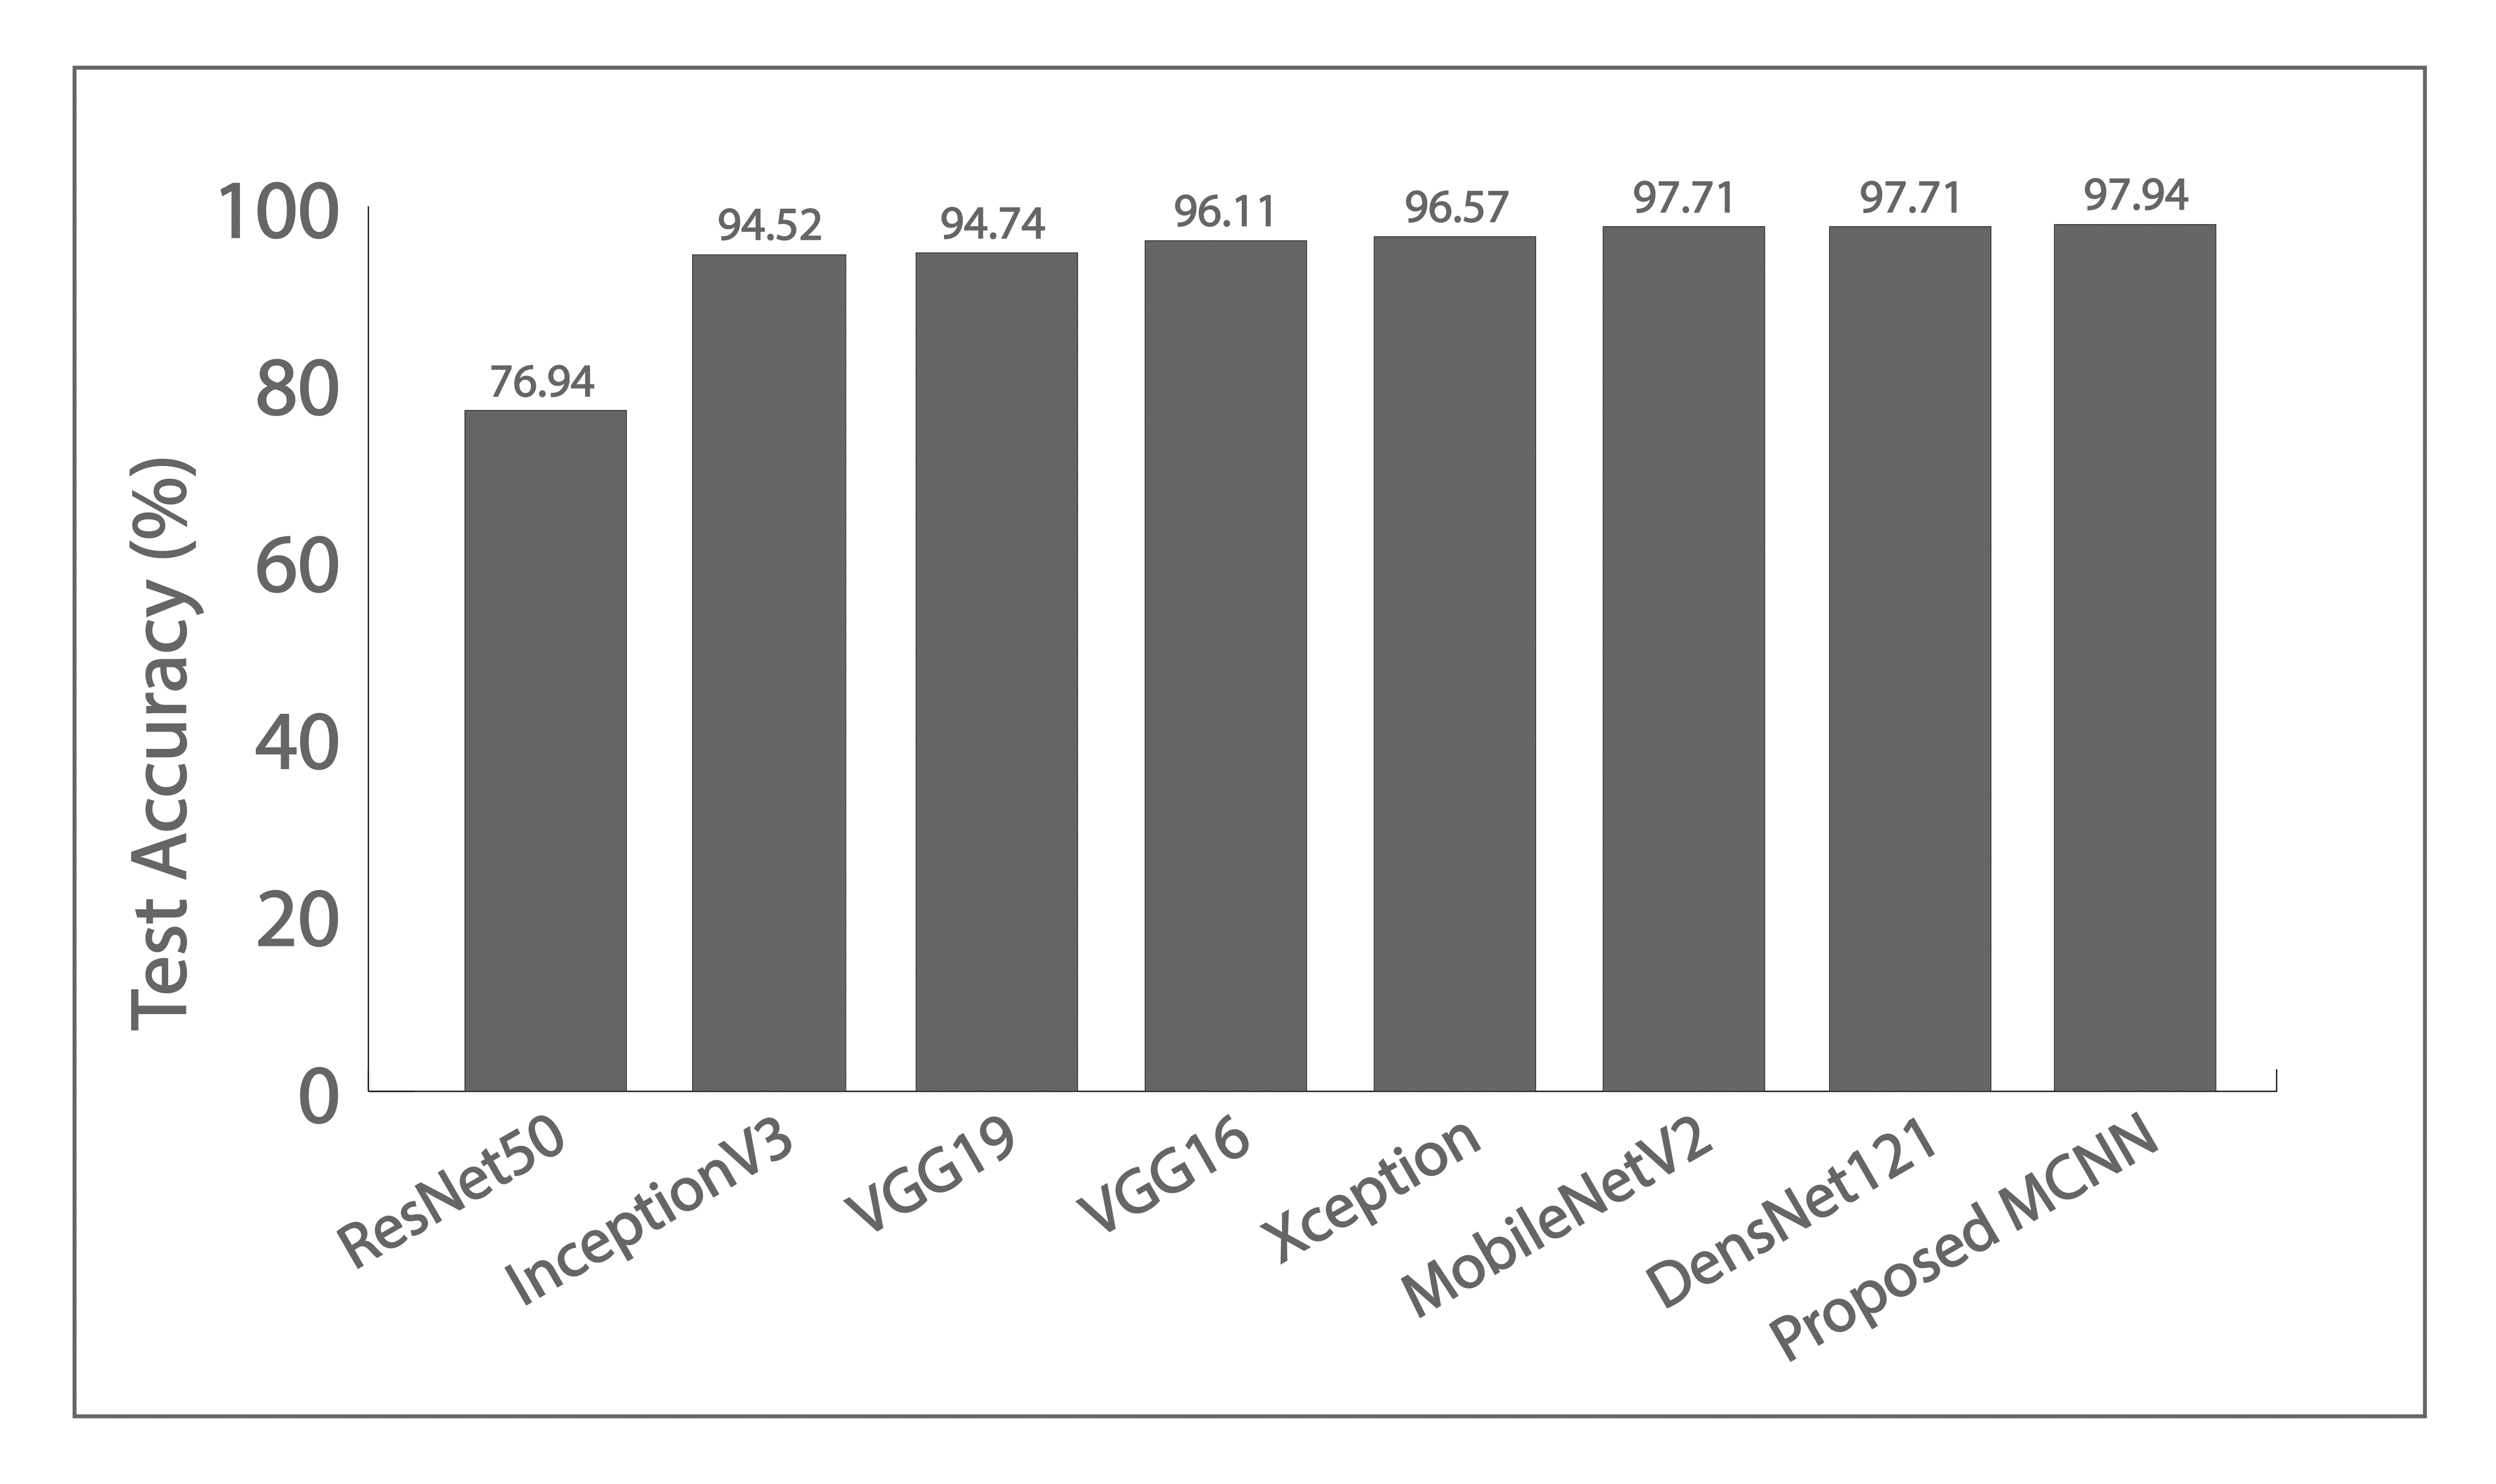 Test Accuracy (%)
100
80
60
40
20
0
76.94
94.52
94.74
96.11
96.57
97.71
97.71
97.94
ResNet50
InceptionV3
VGG19
VGG16
Xception
MobileNetV2
DensNet121
Proposed MCNN